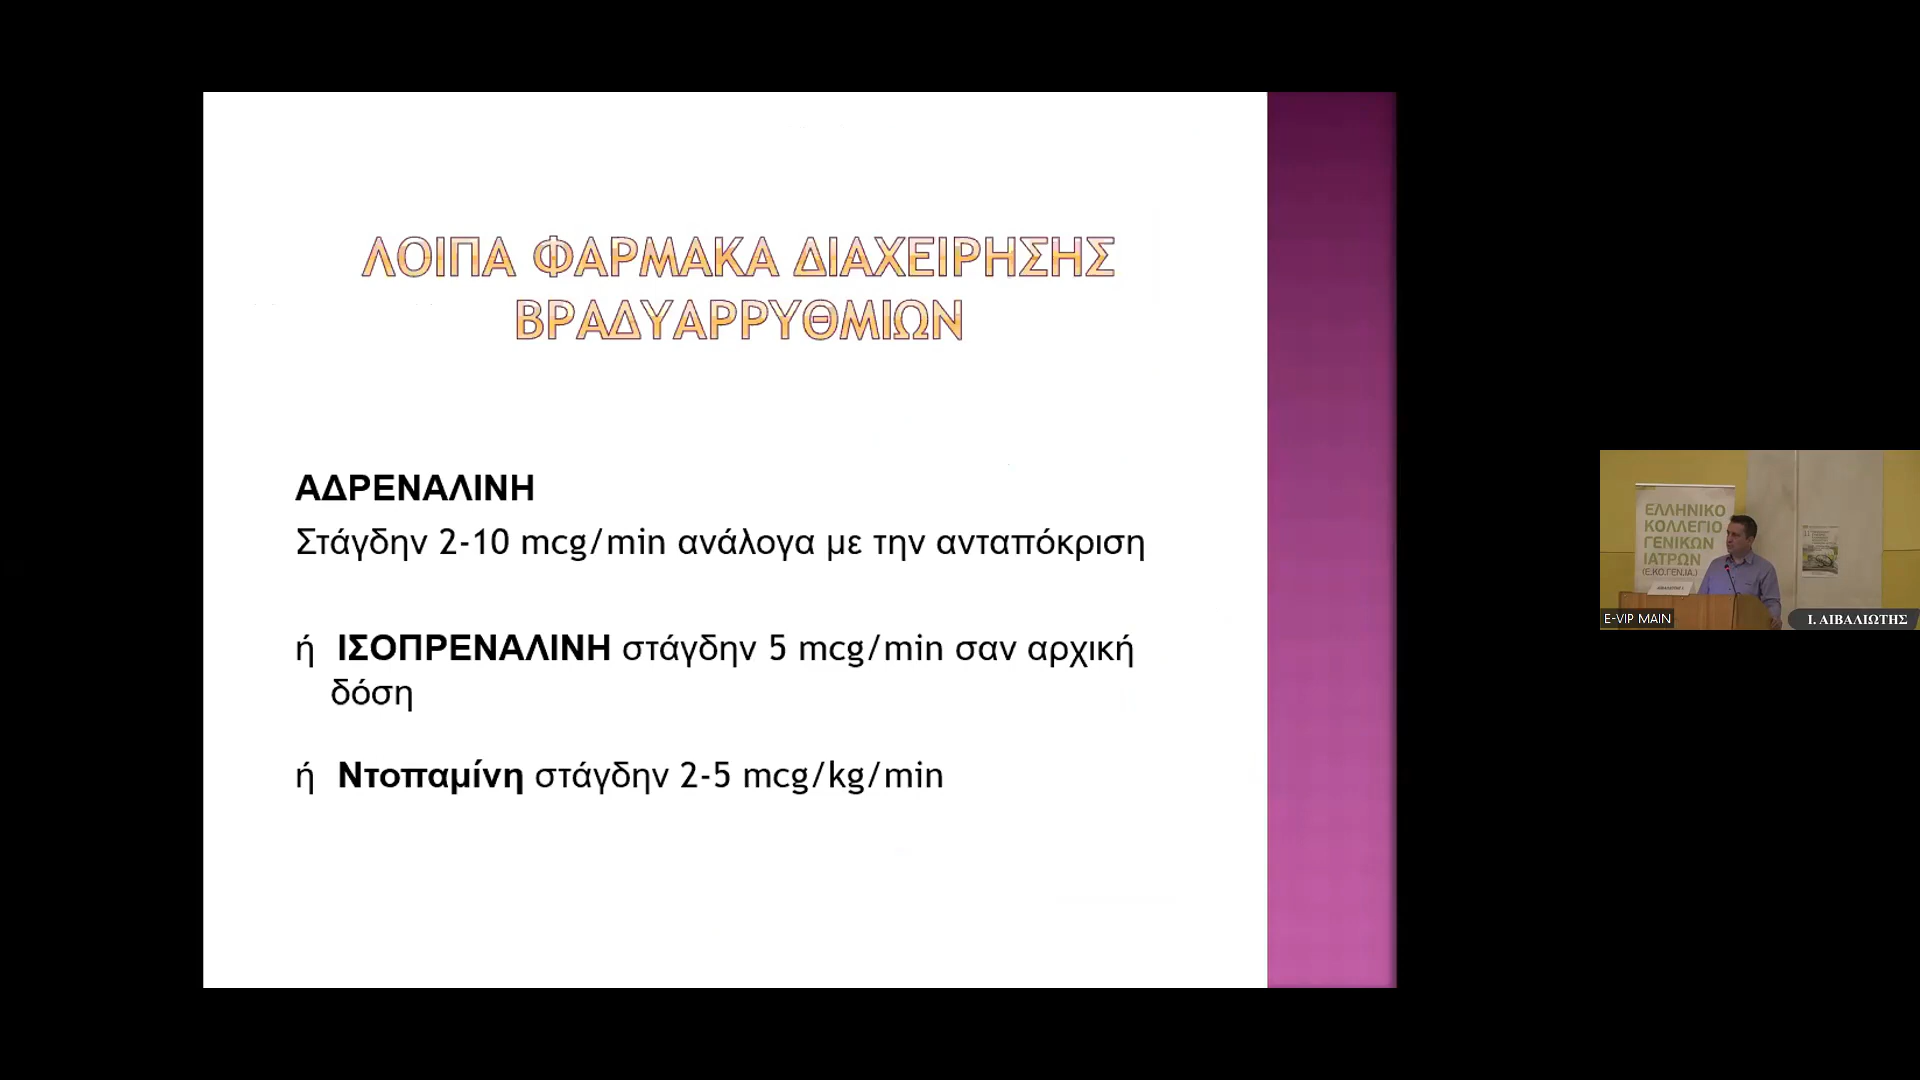 ΛΟΙΠΑ ΦΑΡΜΑΚΑ ΔΙΑΧΕΙΡΗΣΗΣ
ΒΡΑΔΥΑΡΡΥΘΜΙΩΝ
ΑΔΡΕΝΑΛΙΝΗ
Στάγδην 2-10 mcg/min ανάλογα με την ανταπόκριση
ή ΙΣΟΠΡΕΝΑΛΙΝΗ στάγδην 5 mcg/min σαν αρχική
δόση
ή Ντοπαμίνη στάγδην 2-5 mcg/kg/min
ΕΛΛΗΝΙΚΟ
ΚΟΛΛΕΓΙΟ
ΓΕΝΙΚΩΝ
ΙΑΤΡΩΝ
(Ε.ΚΟ.ΓΕΝ.ΙΑ.)
E-VIP MAIN
Ι. ΑΙΒΑΛΙΩΤΗΣ